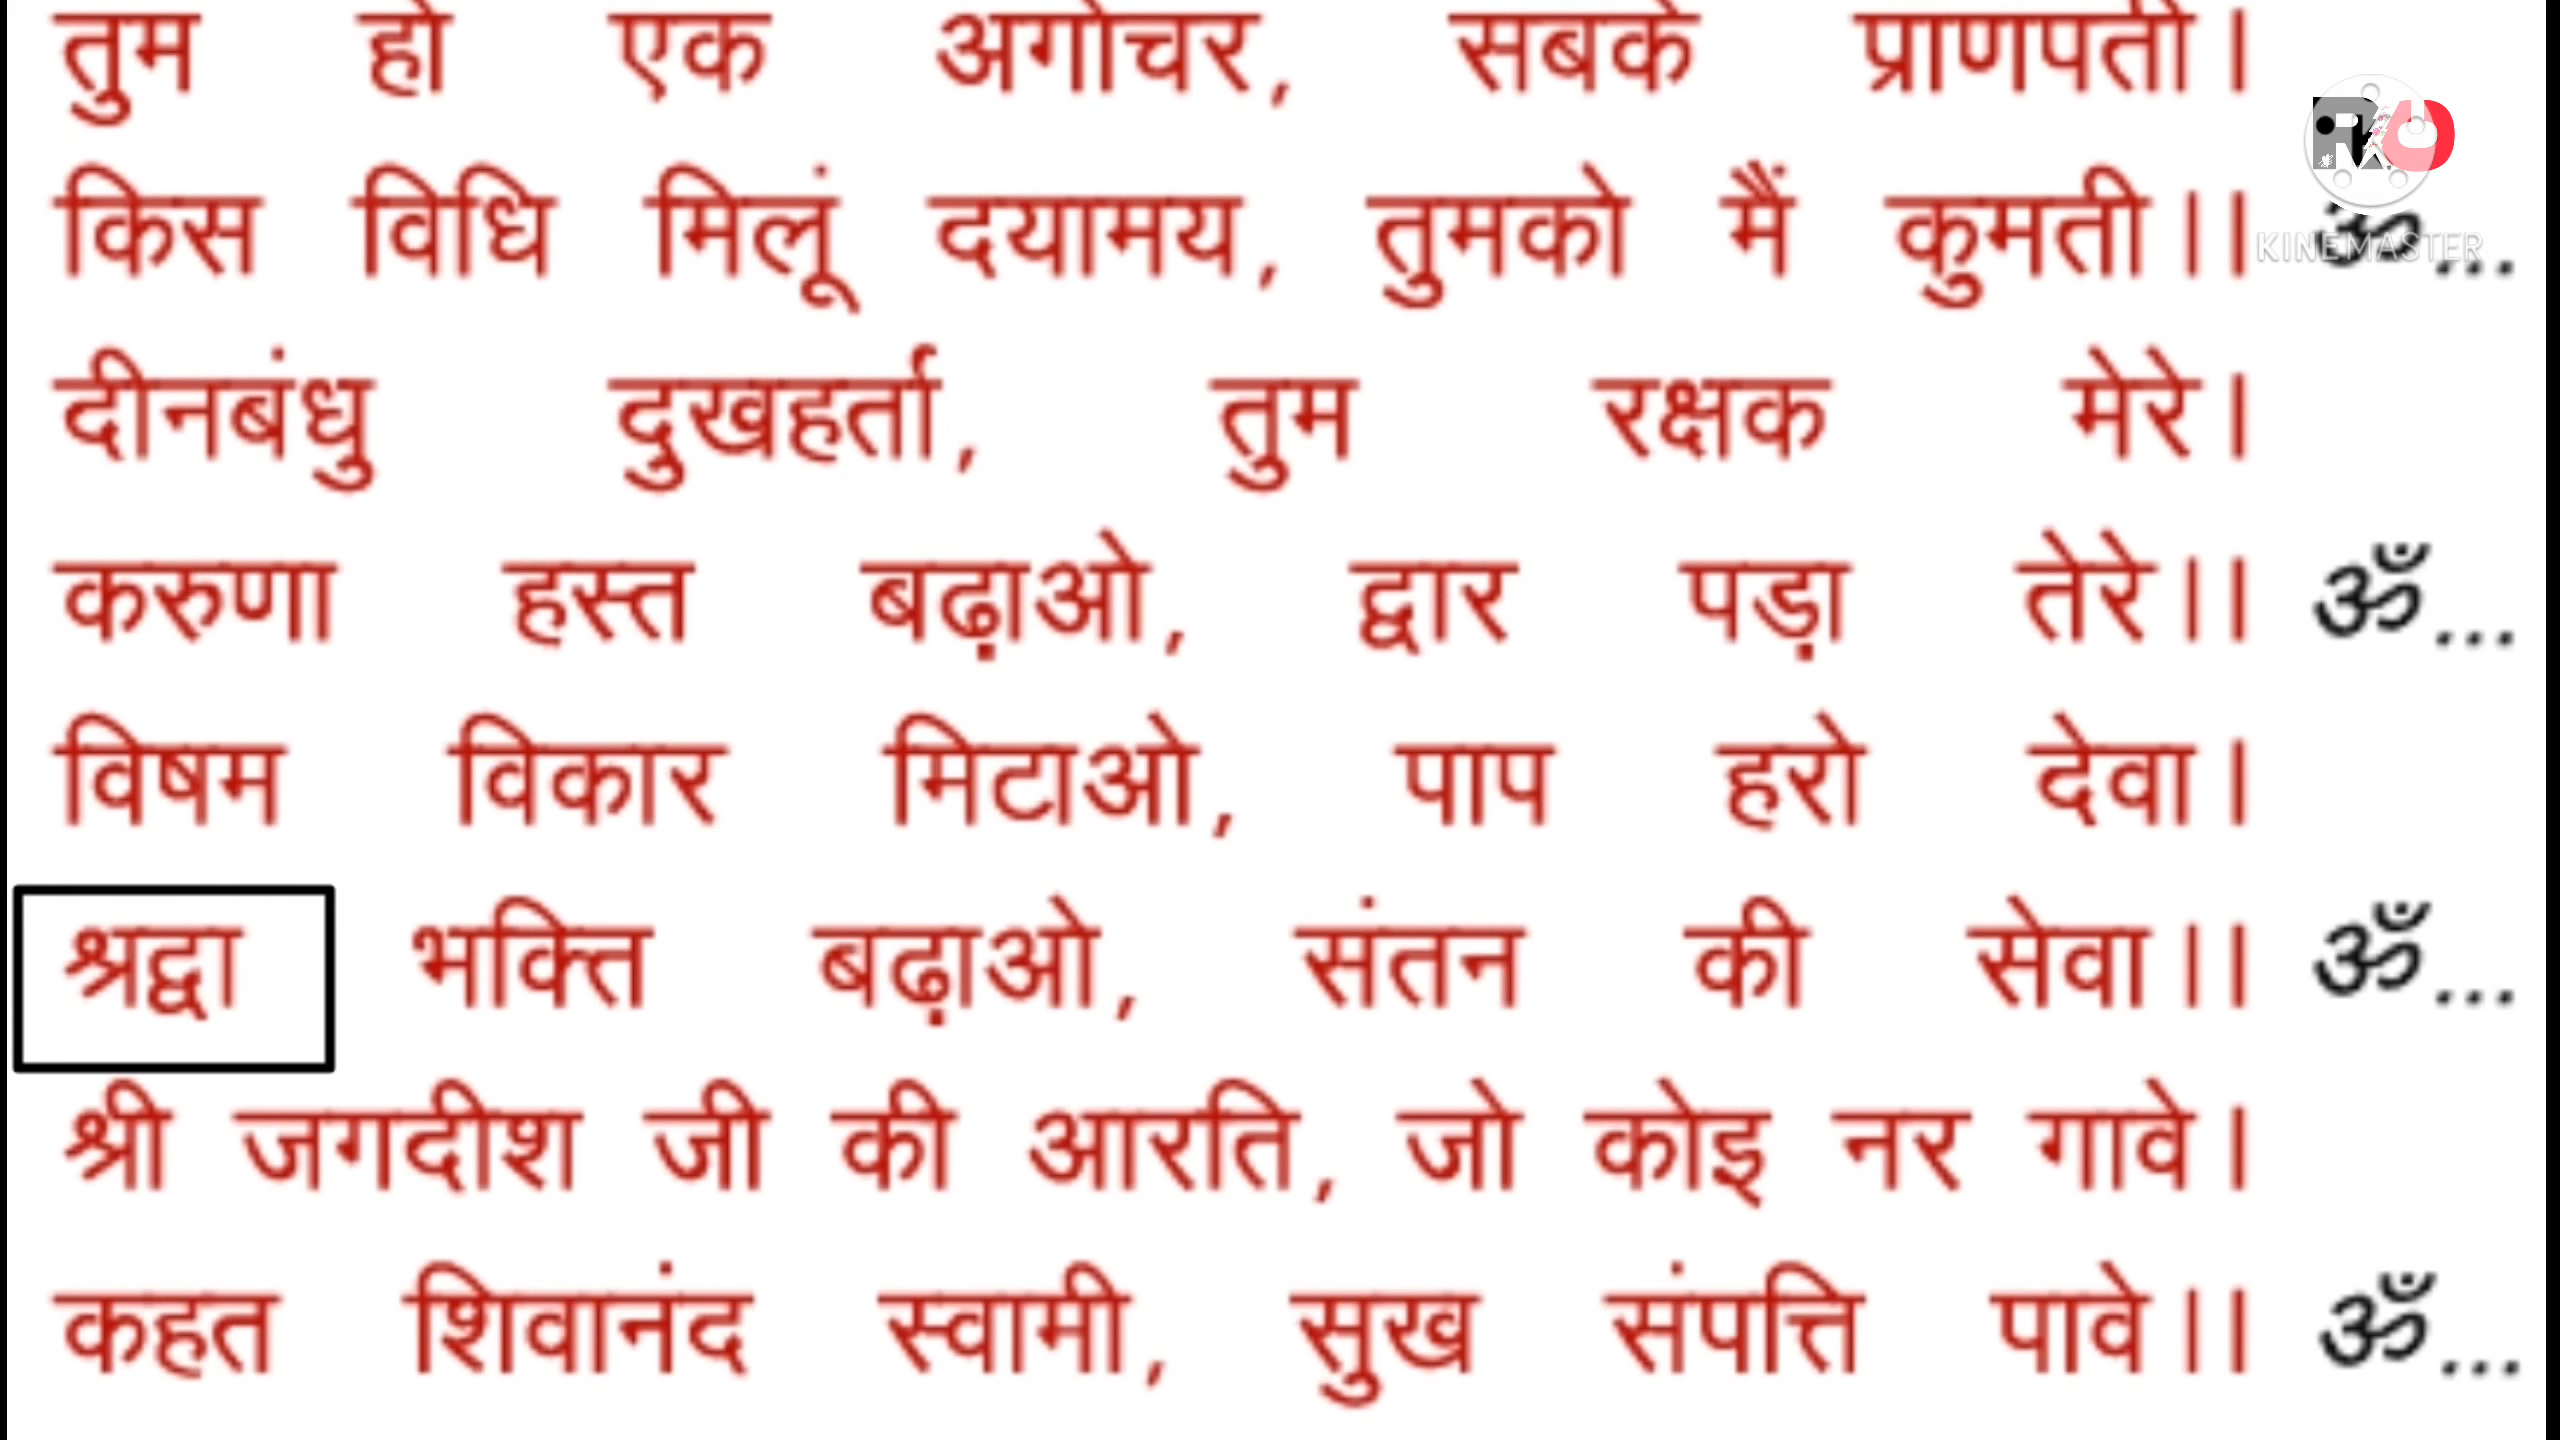 तुम हो एक अगोचर, सबके प्राणपती।
किस विधि मिलूं दयामय, तुमको मैं कुमती।। ॐ...
KINEMASTER
दीनबंधु दुखहर्ता, तुम रक्षक मेरे।
करुणा हस्त बढ़ाओ, द्वार पड़ा तेरे।। ॐ...
विषम विकार मिटाओ, पाप हरो देवा।
श्रद्वा भक्ति बढ़ाओ, संतन की सेवा।। ॐ...
श्री जगदीश जी की आरति, जो कोइ नर गावे।
कहत शिवानंद स्वामी, सुख संपत्ति पावे।। ॐ...